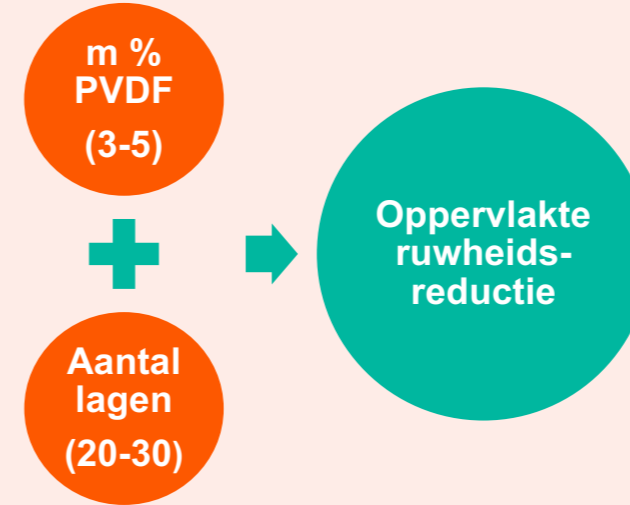 m %
PVDF
(3-5)
Aantal
lagen
(20-30)
Oppervlakte
ruwheids-
reductie